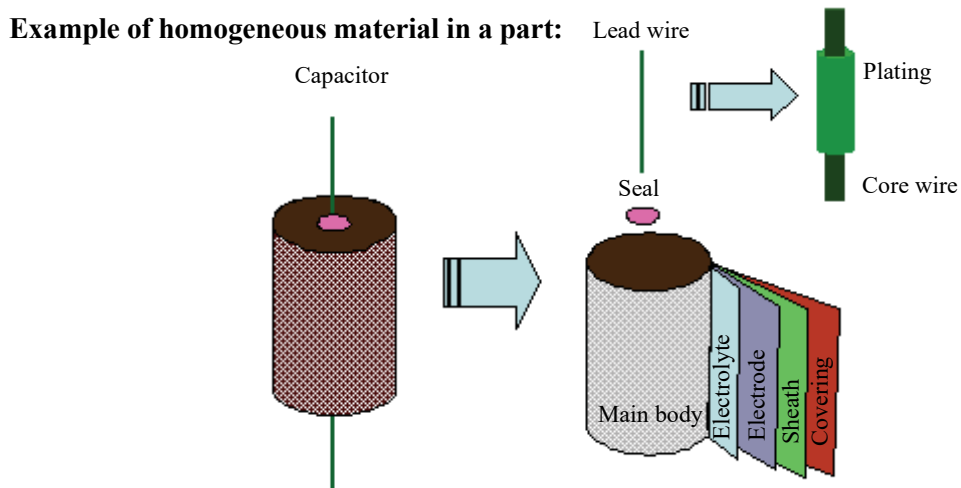 Example of homogeneous material in a part:
Lead wire
Capacitor
Plating
Core wire
Seal
Main body
Electrolyte
Electrode
Sheath
Covering